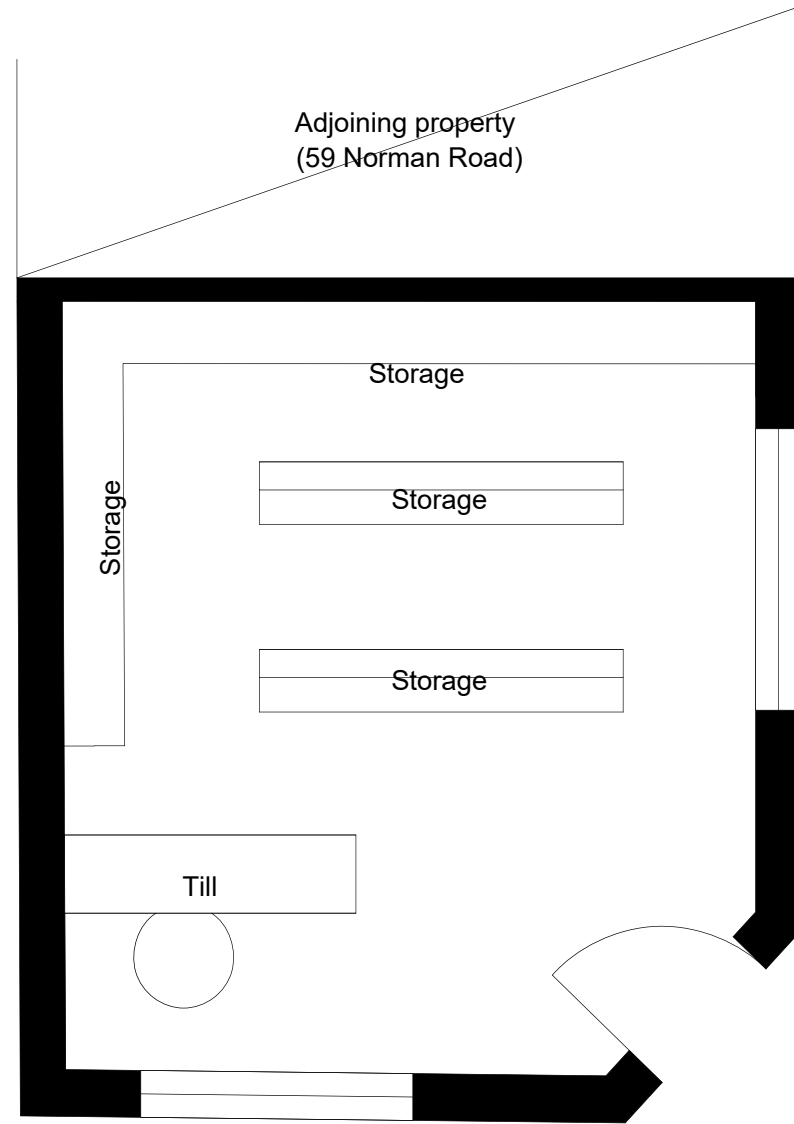 Adjoining property
(59 Norman Road)
Storage
Storage
Storage
Storage
Till